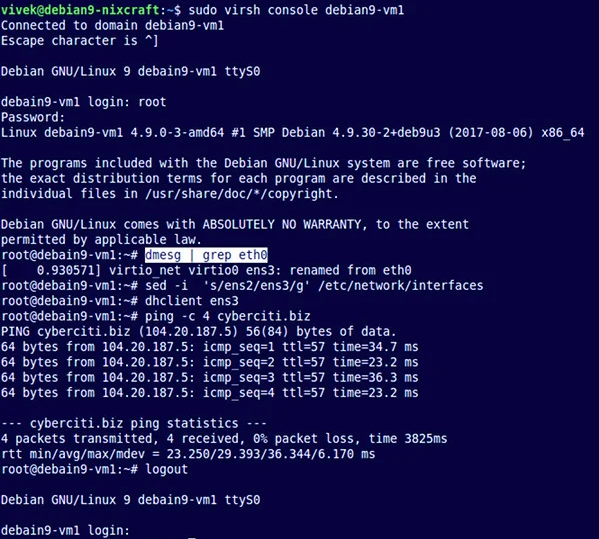 vivek@debian9-nixcraft:~$ sudo virsh console debian9-vm1
Connected to domain debian9-vm1
Escape character is ^]
Debian GNU/Linux 9 debain9-vm1 ttyS0
debain9-vm1 login: root
Password:
Linux debain9-vm1 4.9.0-3-amd64 #1 SMP Debian 4.9.30-2+deb9u3 (2017-08-06) x86_64
The programs included with the Debian GNU/Linux system are free software;
the exact distribution terms for each program are described in the
individual files in /usr/share/doc/*/copyright.
Debian GNU/Linux comes with ABSOLUTELY NO WARRANTY, to the extent
permitted by applicable law.
root@debain9-vm1:~# dmesg | grep eth0
[    0.930571] virtio_net virtio0 ens3: renamed from eth0
root@debain9-vm1:~# sed -i  's/ens2/ens3/g' /etc/network/interfaces
root@debain9-vm1:~# dhclient ens3
root@debain9-vm1:~# ping -c 4 cyberciti.biz
PING cyberciti.biz (104.20.187.5) 56(84) bytes of data.
64 bytes from 104.20.187.5: icmp_seq=1 ttl=57 time=34.7 ms
64 bytes from 104.20.187.5: icmp_seq=2 ttl=57 time=23.2 ms
64 bytes from 104.20.187.5: icmp_seq=3 ttl=57 time=36.3 ms
64 bytes from 104.20.187.5: icmp_seq=4 ttl=57 time=23.2 ms
--- cyberciti.biz ping statistics ---
4 packets transmitted, 4 received, 0% packet loss, time 3825ms
rtt min/avg/max/mdev = 23.250/29.393/36.344/6.170 ms
root@debain9-vm1:~# logout
Debian GNU/Linux 9 debain9-vm1 ttyS0
debain9-vm1 login: